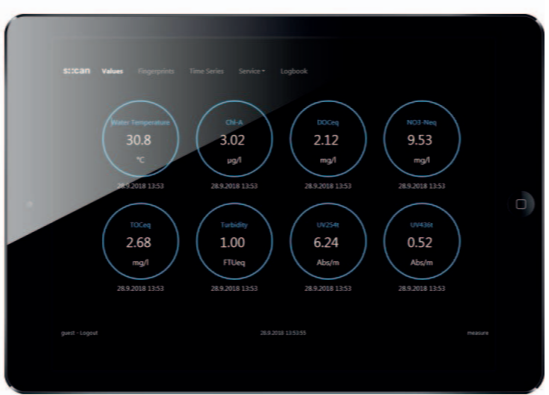 s::can Values Fingerprints Time Series Service Logbook
Water Temperature Chl-A DOCeq NO3-Neq
30.8 3.02 2.12 9.53
°C µg/l mg/l mg/l
28.9.2018 13:53 28.9.2018 13:53 28.9.2018 13:53 28.9.2018 13:53
TOCeq Turbidity UV254t UV436t
2.68 1.00 6.24 0.52
mg/l FTUeq Abs/m Abs/m
28.9.2018 13:53 28.9.2018 13:53 28.9.2018 13:53 28.9.2018 13:53
guest - Logout 28.9.2018 13:53:55 measure